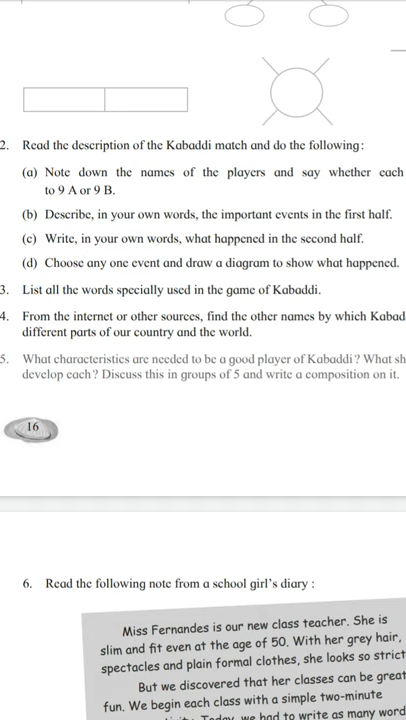 2. Read the description of the Kabaddi match and do the following:
(a) Note down the names of the players and say whether each
to 9 A or 9 B.
(b) Describe, in your own words, the important events in the first half.
(c) Write, in your own words, what happened in the second half.
(d) Choose any one event and draw a diagram to show what happened.
3. List all the words specially used in the game of Kabaddi.
4. From the internet or other sources, find the other names by which Kabad
different parts of our country and the world.
5. What characteristics are needed to be a good player of Kabaddi? What sh
develop each? Discuss this in groups of 5 and write a composition on it.
16
6. Read the following note from a school girl's diary :
Miss Fernandes is our new class teacher. She is
slim and fit even at the age of 50. With her grey hair,
spectacles and plain formal clothes, she looks so strict
But we discovered that her classes can be great
fun. We begin each class with a simple two-minute
Today, we had to write as many word